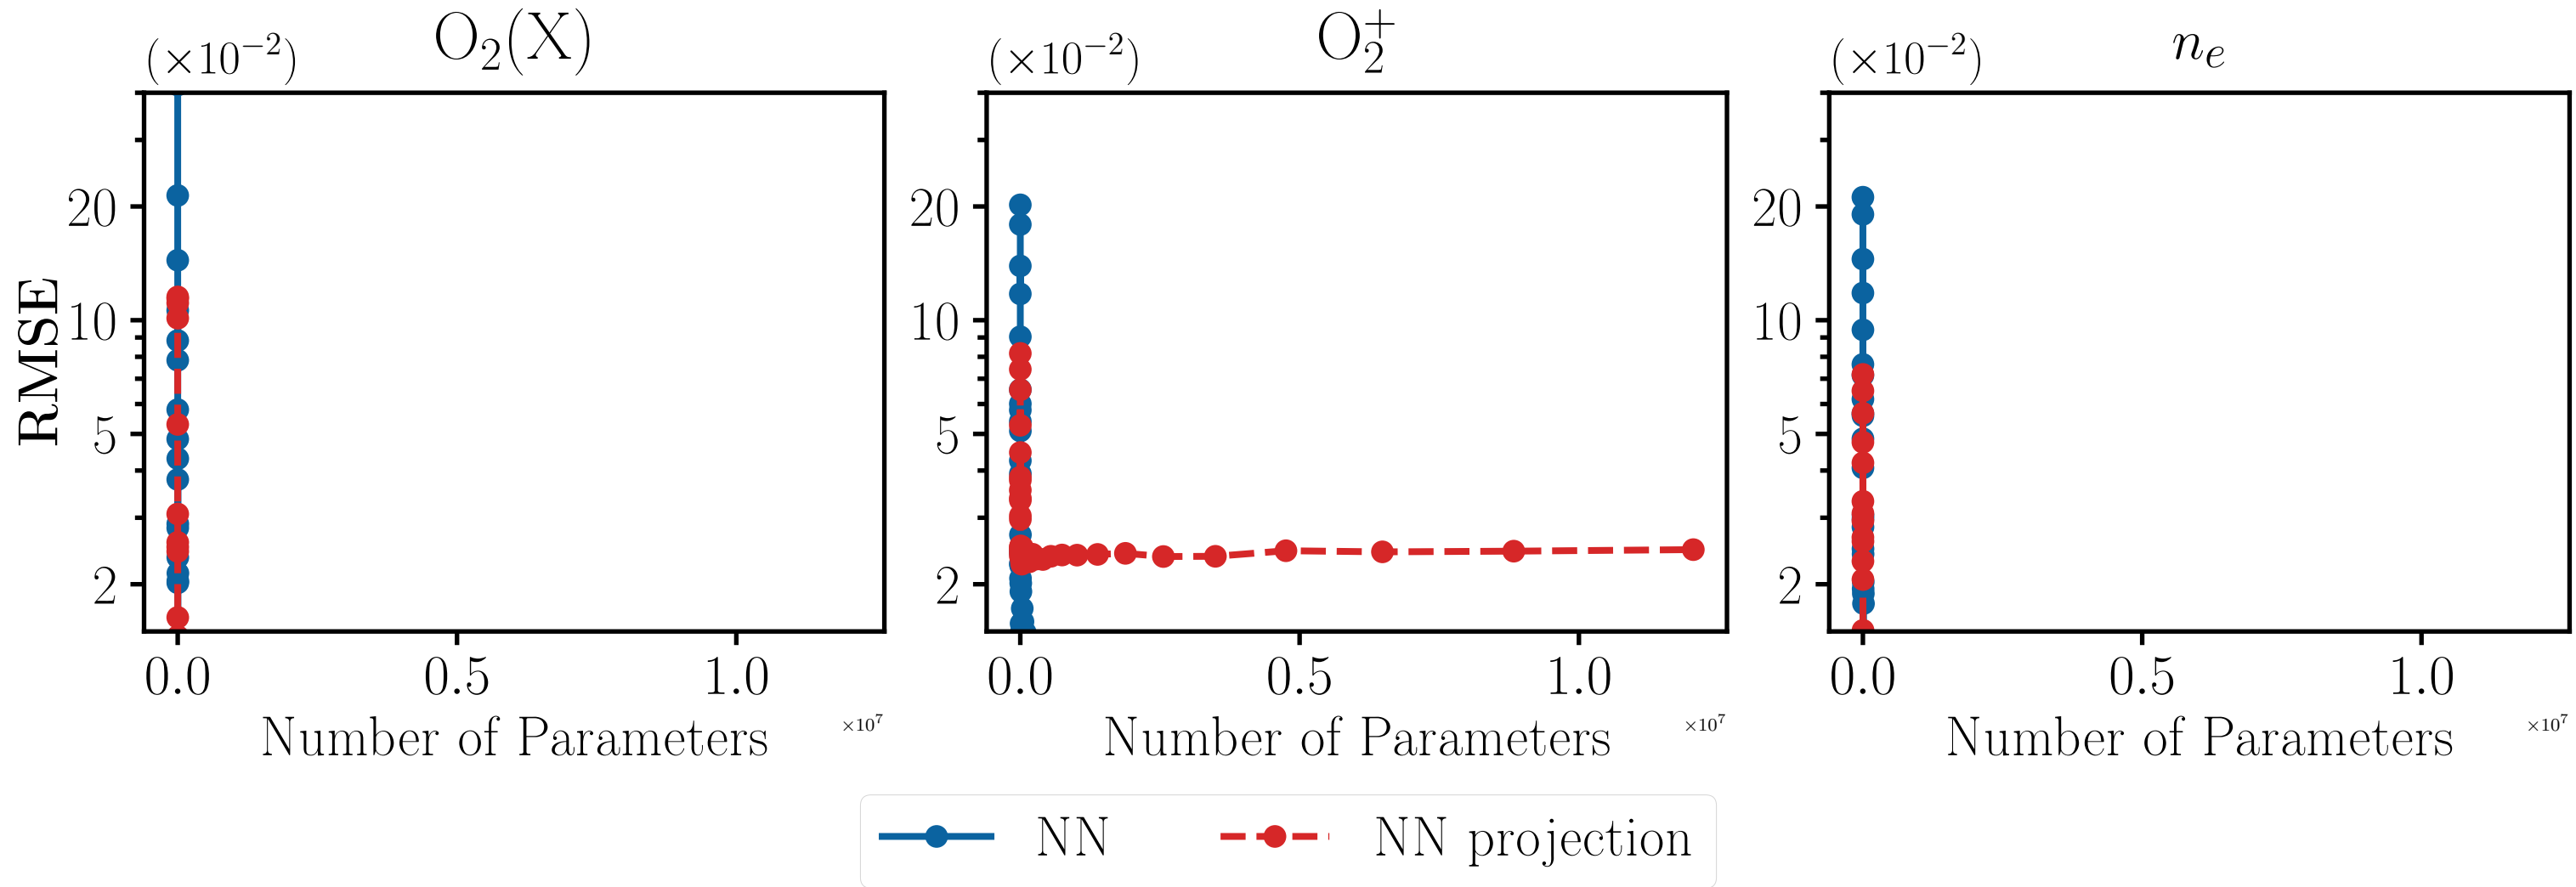 O₂(X)
(×10⁻²)
20
10
5
2
RMSE
0.0 0.5 1.0
×10⁷
Number of Parameters
O₂⁺
(×10⁻²)
20
10
5
2
0.0 0.5 1.0
×10⁷
Number of Parameters
nₑ
(×10⁻²)
20
10
5
2
0.0 0.5 1.0
×10⁷
Number of Parameters
NN NN projection